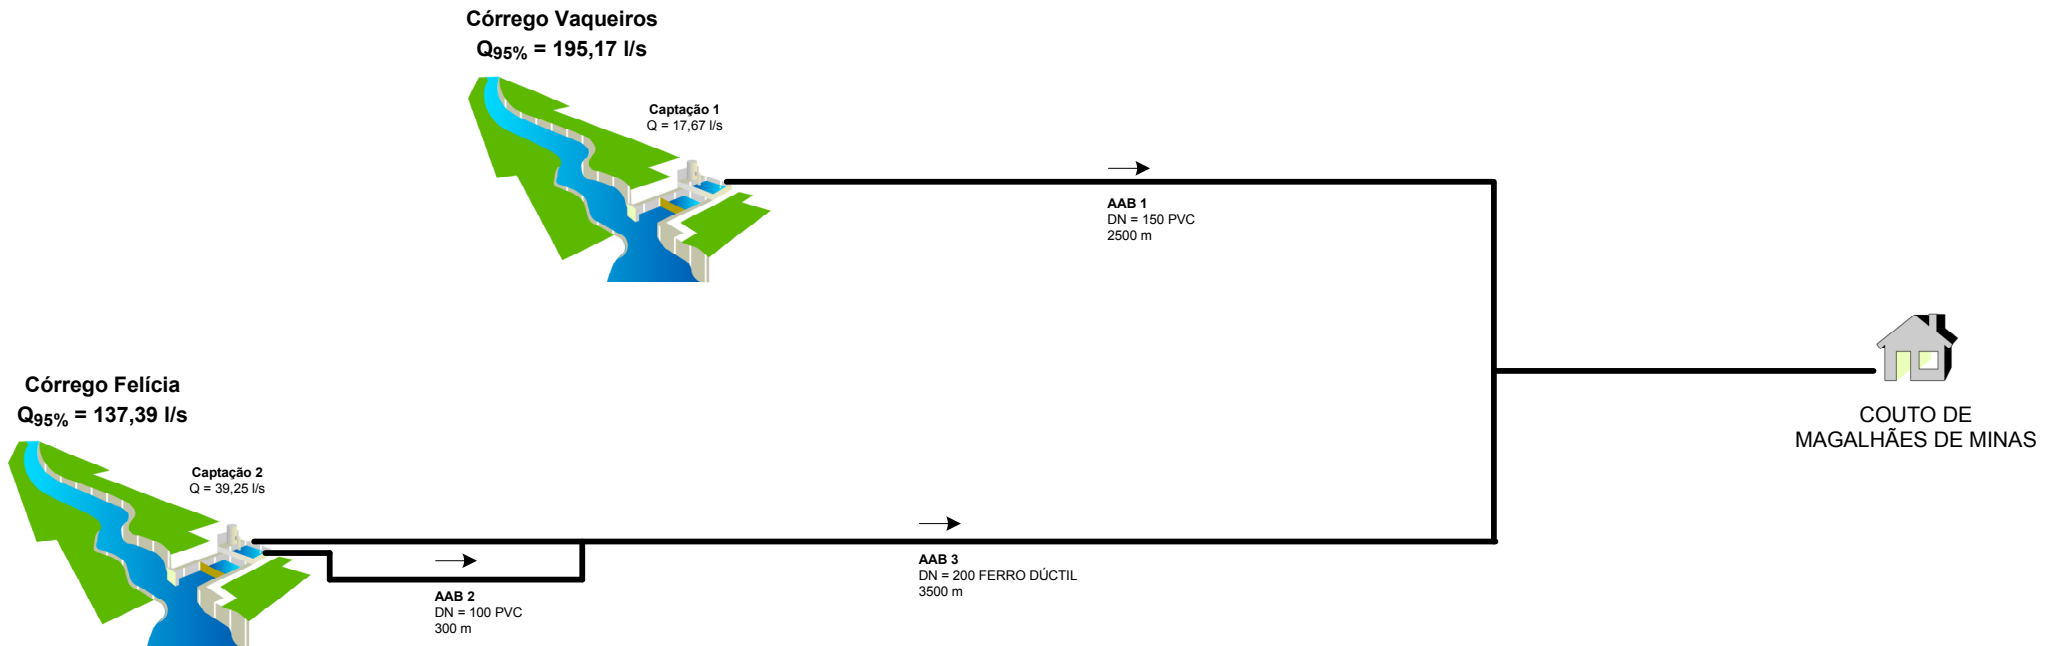 Córrego Vaqueiros
Q95% = 195,17 l/s
Captação 1
Q = 17,67 l/s
AAB 1
DN = 150 PVC
2500 m
COUTO DE
MAGALHÃES DE MINAS
Córrego Felícia
Q95% = 137,39 l/s
Captação 2
Q = 39,25 l/s
AAB 3
DN = 200 FERRO DÚCTIL
3500 m
AAB 2
DN = 100 PVC
300 m